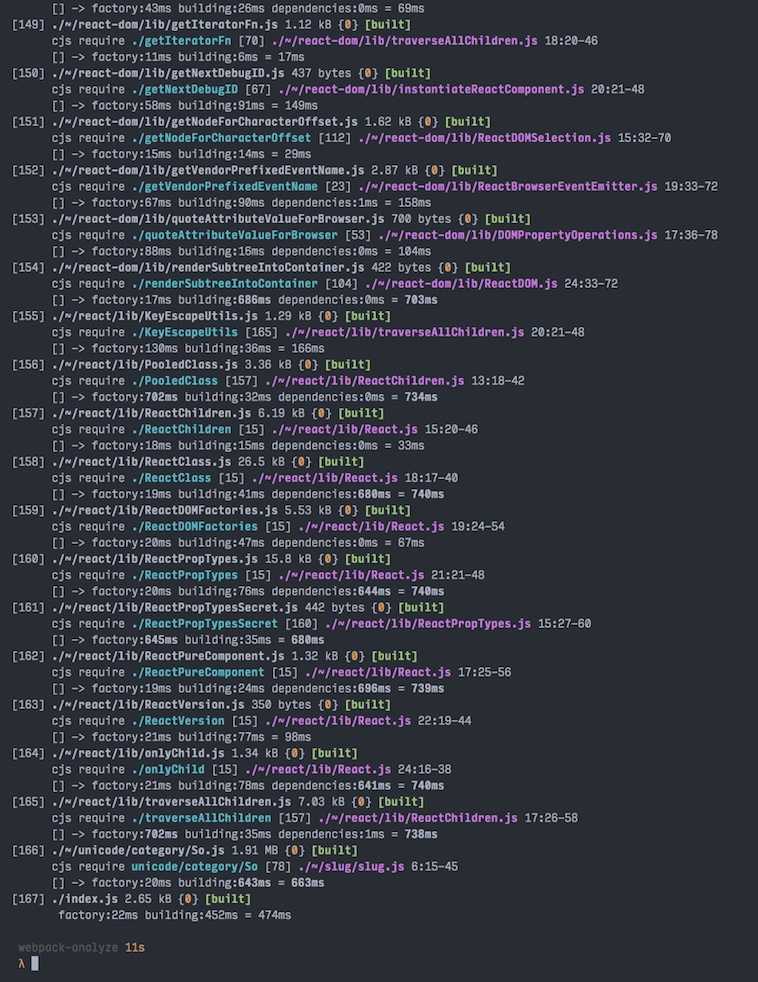 [] -> factory:43ms building:26ms dependencies:0ms = 69ms
[149] ./~/react-dom/lib/getIteratorFn.js 1.12 kB {0} [built]
cjs require ./getIteratorFn [70] ./~/react-dom/lib/traverseAllChildren.js 18:20-46
[] -> factory:11ms building:6ms = 17ms
[150] ./~/react-dom/lib/getNextDebugID.js 437 bytes {0} [built]
cjs require ./getNextDebugID [67] ./~/react-dom/lib/instantiateReactComponent.js 20:21-48
[] -> factory:58ms building:91ms = 149ms
[151] ./~/react-dom/lib/getNodeForCharacterOffset.js 1.62 kB {0} [built]
cjs require ./getNodeForCharacterOffset [112] ./~/react-dom/lib/ReactDOMSelection.js 15:32-70
[] -> factory:15ms building:14ms = 29ms
[152] ./~/react-dom/lib/getVendorPrefixedEventName.js 2.87 kB {0} [built]
cjs require ./getVendorPrefixedEventName [23] ./~/react-dom/lib/ReactBrowserEventEmitter.js 19:33-72
[] -> factory:67ms building:90ms dependencies:1ms = 158ms
[153] ./~/react-dom/lib/quoteAttributeValueForBrowser.js 700 bytes {0} [built]
cjs require ./quoteAttributeValueForBrowser [53] ./~/react-dom/lib/DOMPropertyOperations.js 17:36-78
[] -> factory:88ms building:16ms dependencies:0ms = 104ms
[154] ./~/react-dom/lib/renderSubtreeIntoContainer.js 422 bytes {0} [built]
cjs require ./renderSubtreeIntoContainer [104] ./~/react-dom/lib/ReactDOM.js 24:33-72
[] -> factory:17ms building:686ms dependencies:0ms = 703ms
[155] ./~/react/lib/KeyEscapeUtils.js 1.29 kB {0} [built]
cjs require ./KeyEscapeUtils [165] ./~/react/lib/traverseAllChildren.js 20:21-48
[] -> factory:130ms building:36ms = 166ms
[156] ./~/react/lib/PooledClass.js 3.36 kB {0} [built]
cjs require ./PooledClass [157] ./~/react/lib/ReactChildren.js 13:18-42
[] -> factory:702ms building:32ms dependencies:0ms = 734ms
[157] ./~/react/lib/ReactChildren.js 6.19 kB {0} [built]
cjs require ./ReactChildren [15] ./~/react/lib/React.js 15:20-46
[] -> factory:18ms building:15ms dependencies:0ms = 33ms
[158] ./~/react/lib/ReactClass.js 26.5 kB {0} [built]
cjs require ./ReactClass [15] ./~/react/lib/React.js 18:17-40
[] -> factory:19ms building:41ms dependencies:680ms = 740ms
[159] ./~/react/lib/ReactDOMFactories.js 5.53 kB {0} [built]
cjs require ./ReactDOMFactories [15] ./~/react/lib/React.js 19:24-54
[] -> factory:20ms building:47ms dependencies:0ms = 67ms
[160] ./~/react/lib/ReactPropTypes.js 15.8 kB {0} [built]
cjs require ./ReactPropTypes [15] ./~/react/lib/React.js 21:21-48
[] -> factory:20ms building:76ms dependencies:644ms = 740ms
[161] ./~/react/lib/ReactPropTypesSecret.js 442 bytes {0} [built]
cjs require ./ReactPropTypesSecret [160] ./~/react/lib/ReactPropTypes.js 15:27-60
[] -> factory:645ms building:35ms = 680ms
[162] ./~/react/lib/ReactPureComponent.js 1.32 kB {0} [built]
cjs require ./ReactPureComponent [15] ./~/react/lib/React.js 17:25-56
[] -> factory:19ms building:24ms dependencies:696ms = 739ms
[163] ./~/react/lib/ReactVersion.js 350 bytes {0} [built]
cjs require ./ReactVersion [15] ./~/react/lib/React.js 22:19-44
[] -> factory:21ms building:77ms = 98ms
[164] ./~/react/lib/onlyChild.js 1.34 kB {0} [built]
cjs require ./onlyChild [15] ./~/react/lib/React.js 24:16-38
[] -> factory:21ms building:78ms dependencies:641ms = 740ms
[165] ./~/react/lib/traverseAllChildren.js 7.03 kB {0} [built]
cjs require ./traverseAllChildren [157] ./~/react/lib/ReactChildren.js 17:26-58
[] -> factory:702ms building:35ms dependencies:1ms = 738ms
[166] ./~/unicode/category/So.js 1.91 MB {0} [built]
cjs require unicode/category/So [78] ./~/slug/slug.js 6:15-45
[] -> factory:20ms building:643ms = 663ms
[167] ./index.js 2.65 kB {0} [built]
factory:22ms building:452ms = 474ms
webpack-analyze 11s
λ